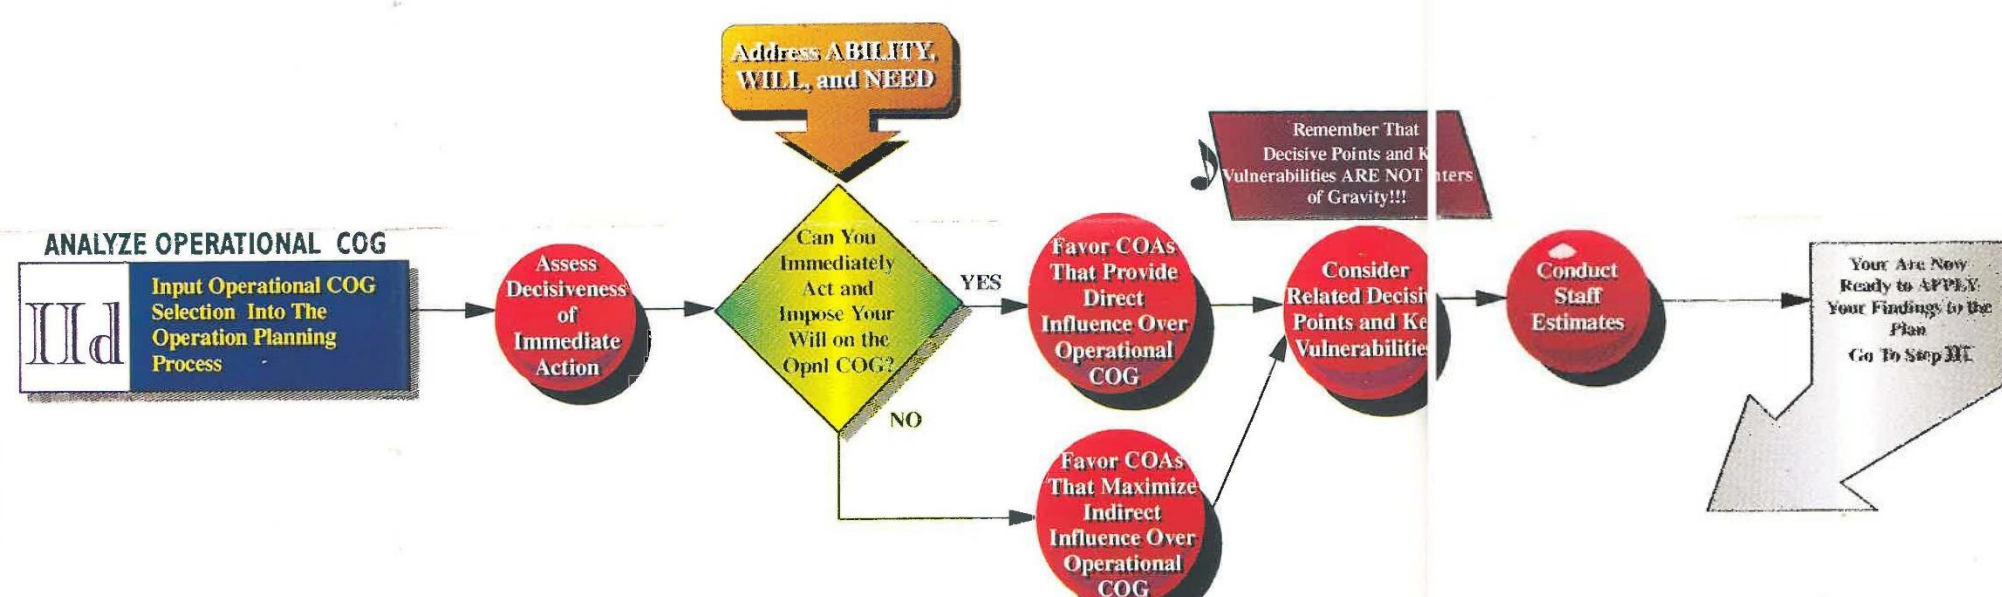 Address ABILITY,
WILL, and NEED
Remember That
Decisive Points and K
Vulnerabilities ARE NOT nters
of Gravity!!!
ANALYZE OPERATIONAL COG
IId
Input Operational COG
Selection Into The
Operation Planning
Process
Assess
Decisiveness
of
Immediate
Action
Can You
Immediately
Act and
Impose Your
Will on the
Opnl COG?
YES
NO
Favor COAs
That Provide
Direct
Influence Over
Operational
COG
Favor COAs
That Maximize
Indirect
Influence Over
Operational
COG
Consider
Related Decisi
Points and Ke
Vulnerabilities
Conduct
Staff
Estimates
Your Are Now
Ready to APPLY
Your Findings to the
Plan
Go To Step III